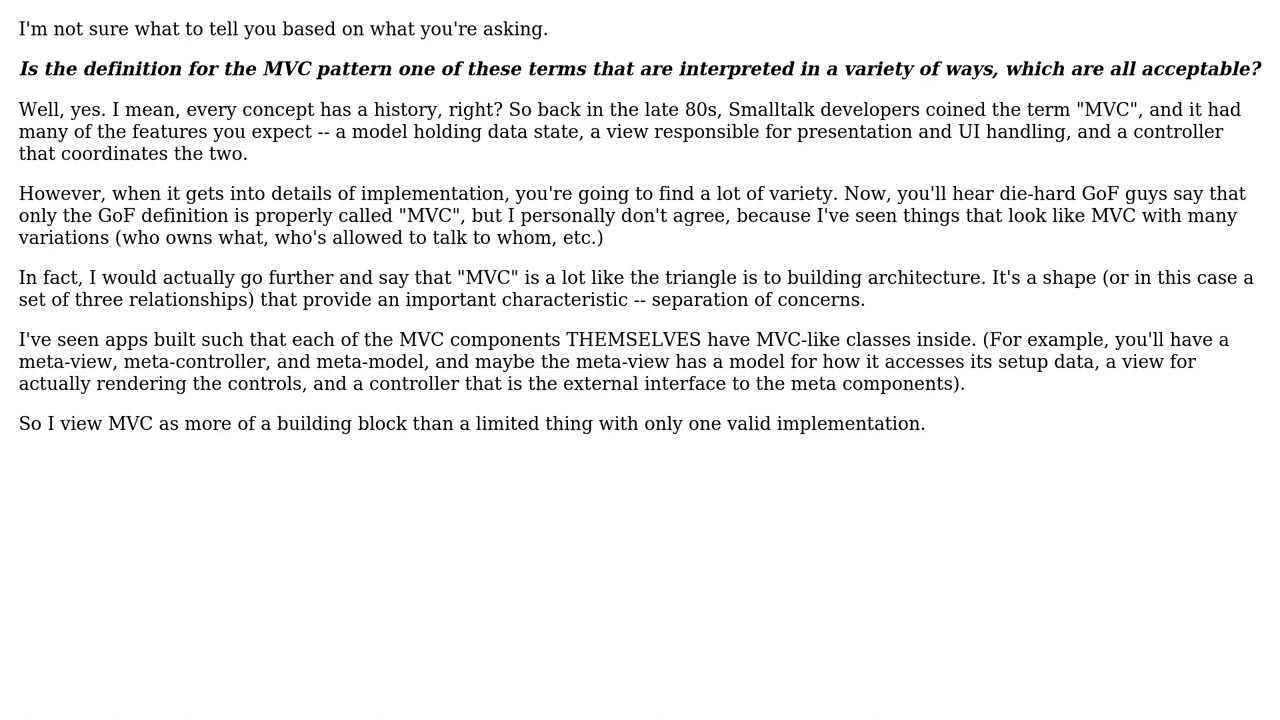 I'm not sure what to tell you based on what you're asking.
Is the definition for the MVC pattern one of these terms that are interpreted in a variety of ways, which are all acceptable?
Well, yes. I mean, every concept has a history, right? So back in the late 80s, Smalltalk developers coined the term "MVC", and it had
many of the features you expect -- a model holding data state, a view responsible for presentation and UI handling, and a controller
that coordinates the two.
However, when it gets into details of implementation, you're going to find a lot of variety. Now, you'll hear die-hard GoF guys say that
only the GoF definition is properly called "MVC", but I personally don't agree, because I've seen things that look like MVC with many
variations (who owns what, who's allowed to talk to whom, etc.)
In fact, I would actually go further and say that "MVC" is a lot like the triangle is to building architecture. It's a shape (or in this case a
set of three relationships) that provide an important characteristic -- separation of concerns.
I've seen apps built such that each of the MVC components THEMSELVES have MVC-like classes inside. (For example, you'll have a
meta-view, meta-controller, and meta-model, and maybe the meta-view has a model for how it accesses its setup data, a view for
actually rendering the controls, and a controller that is the external interface to the meta components).
So I view MVC as more of a building block than a limited thing with only one valid implementation.